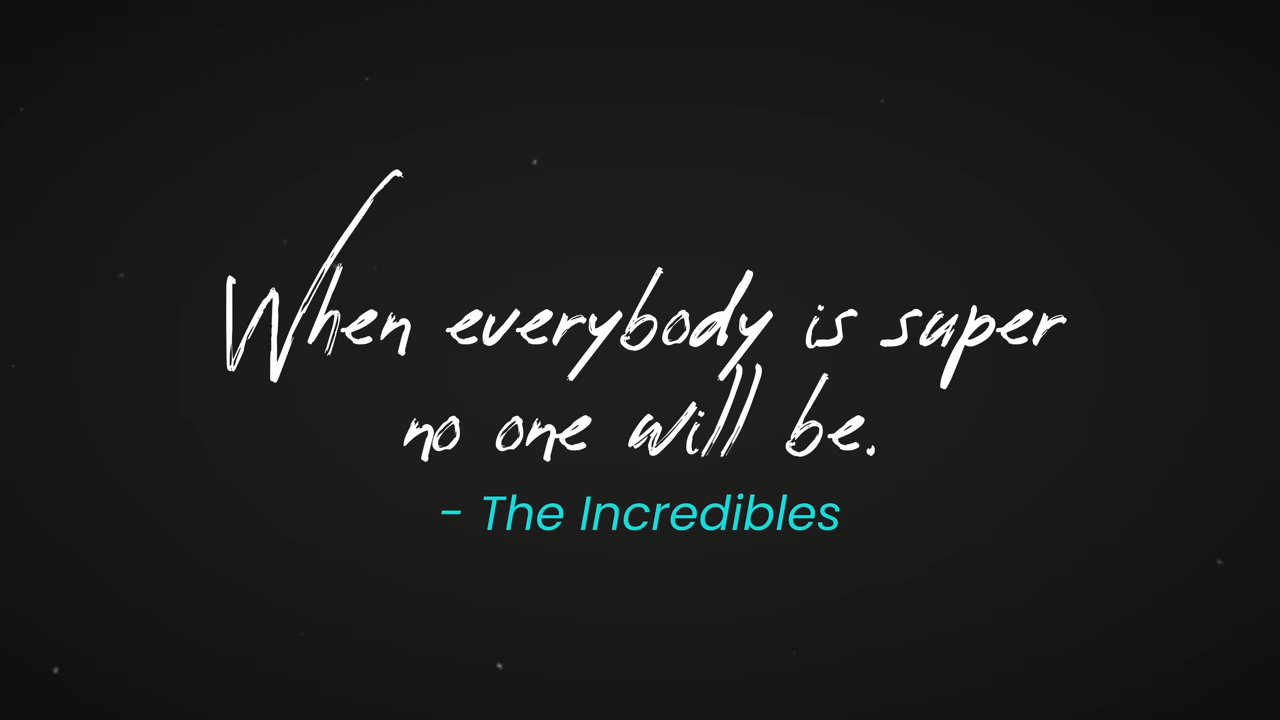 When everybody is super
no one will be.
- The Incredibles